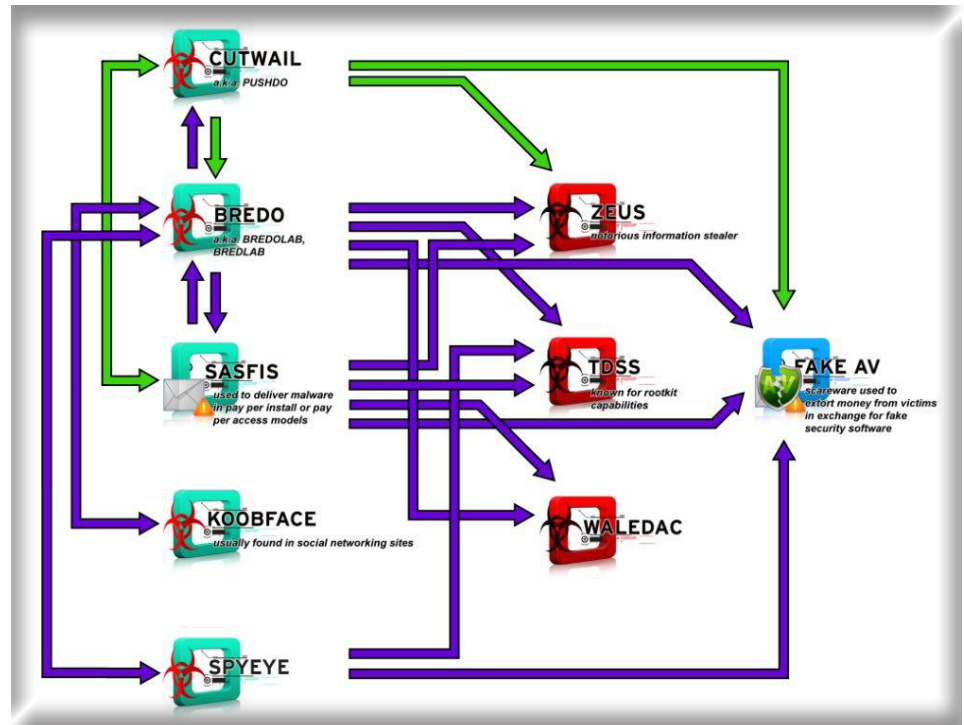 CUTWAIL
a.k.a. PUSHDO
BREDO
a.k.a. BREDOLAB,
BREDLAB
ZEUS
notorious information stealer
SASFIS
used to deliver malware
in pay per install or pay
per access models
TDSS
known for rootkit
capabilities
FAKE AV
scareware used to
extort money from victims
in exchange for fake
security software
KOOBFACE
usually found in social networking sites
WALEDAC
SPYEYE